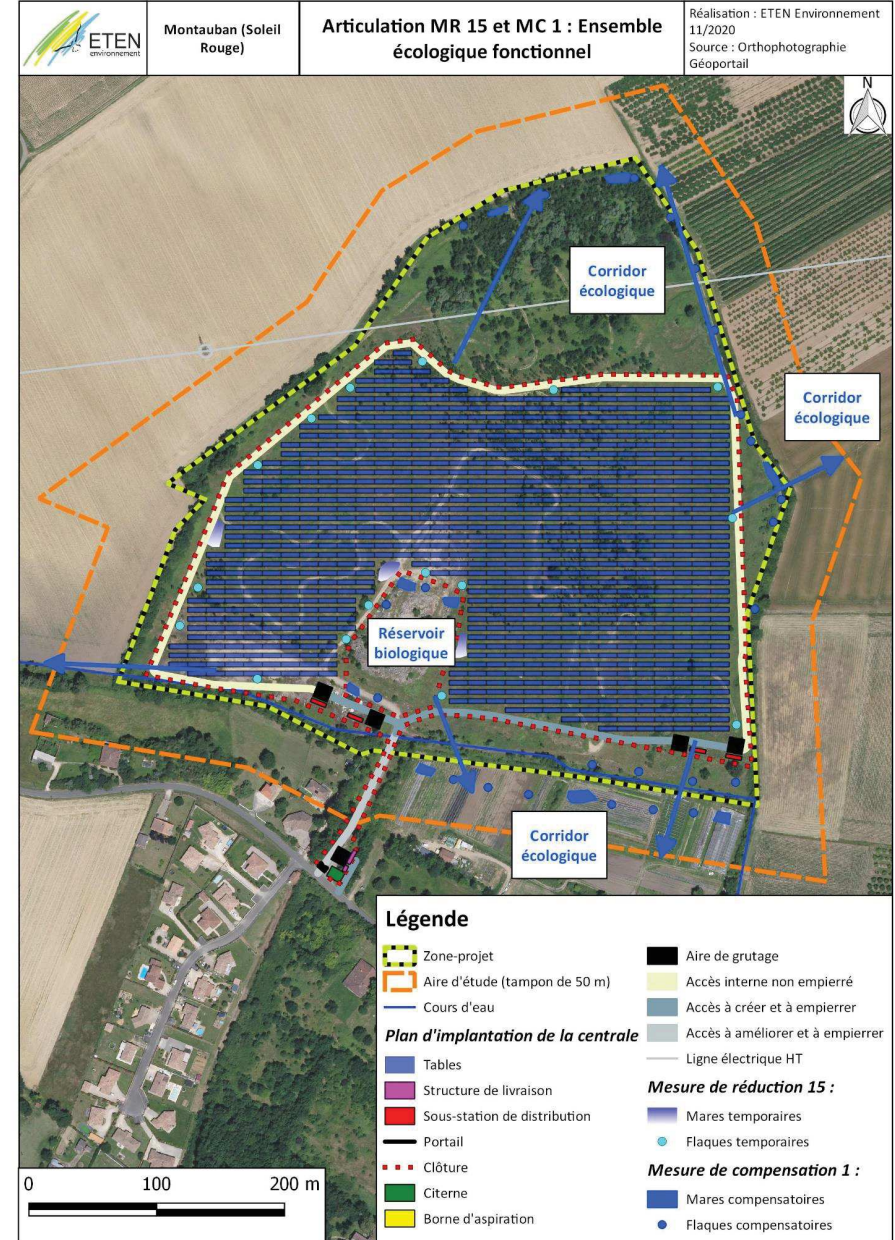 ETEN
environnement
Montauban (Soleil
Rouge)
Articulation MR 15 et MC 1 : Ensemble
écologique fonctionnel
Réalisation : ETEN Environnement
11/2020
Source : Orthophotographie
Géoportail
N
Corridor
écologique
Corridor
écologique
Réservoir
biologique
Corridor
écologique
Légende
Zone-projet
Aire d'étude (tampon de 50 m)
Cours d'eau
Plan d'implantation de la centrale
Tables
Structure de livraison
Sous-station de distribution
Portail
Clôture
Citerne
Borne d'aspiration
Aire de grutage
Accès interne non empierré
Accès à créer et à empierrer
Accès à améliorer et à empierrer
Ligne électrique HT
Mesure de réduction 15 :
Mares temporaires
Flaques temporaires
Mesure de compensation 1 :
Mares compensatoires
Flaques compensatoires
0 100 200 m